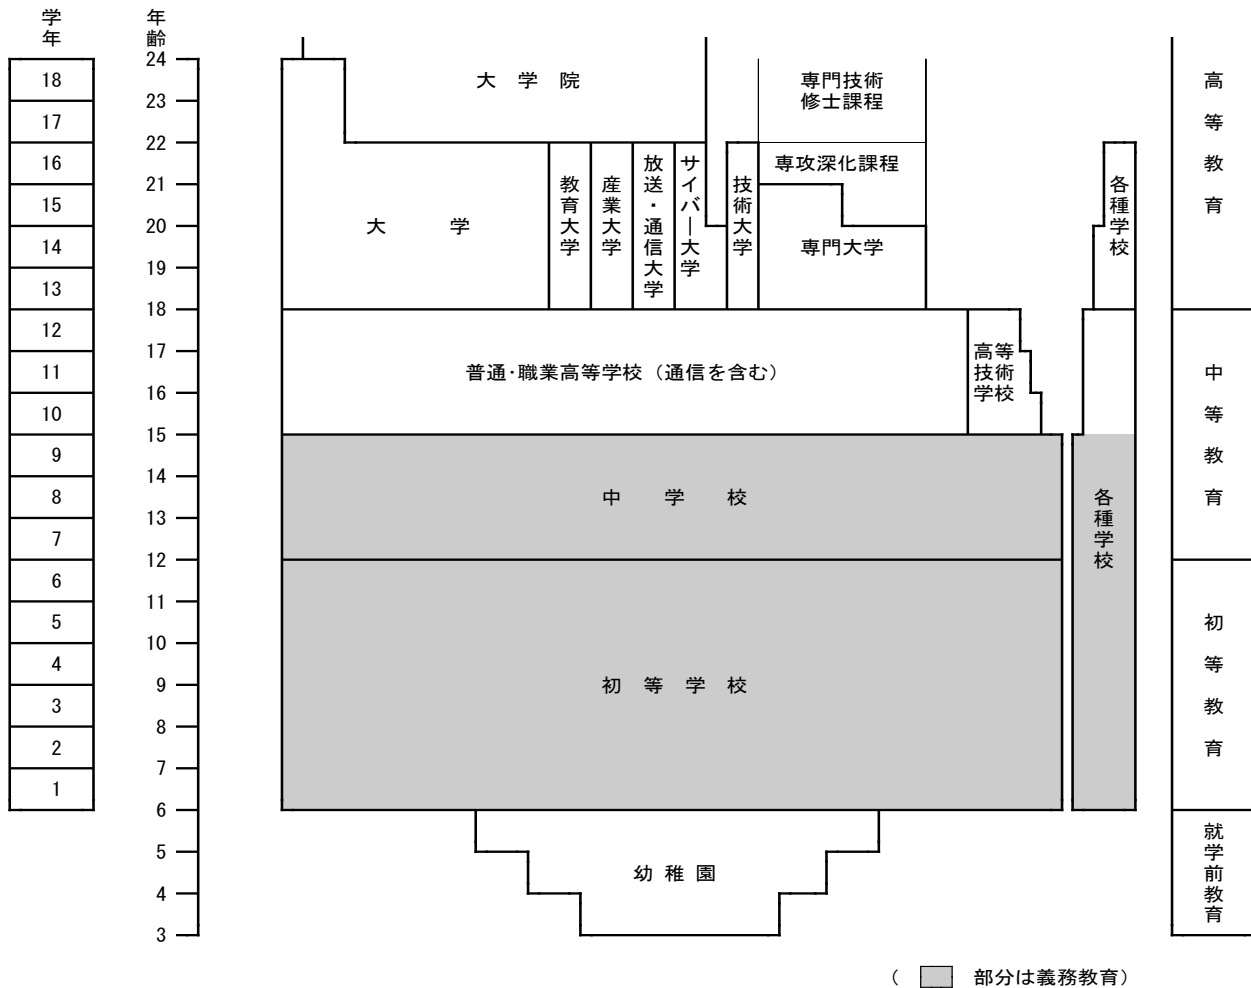 学年
年齢
18
17
16
15
14
13
12
11
10
9
8
7
6
5
4
3
2
1
24
23
22
21
20
19
18
17
16
15
14
13
12
11
10
9
8
7
6
5
4
3
大学院
専門技術
修士課程
大学
教育大学
産業大学
放送・通信大学
サイバー大学
技術大学
専攻深化課程
専門大学
各種学校
普通・職業高等学校（通信を含む）
高等
技術
学校
中学校
各種学校
初等学校
幼稚園
高等教育
中等教育
初等教育
就学前教育
（　部分は義務教育）